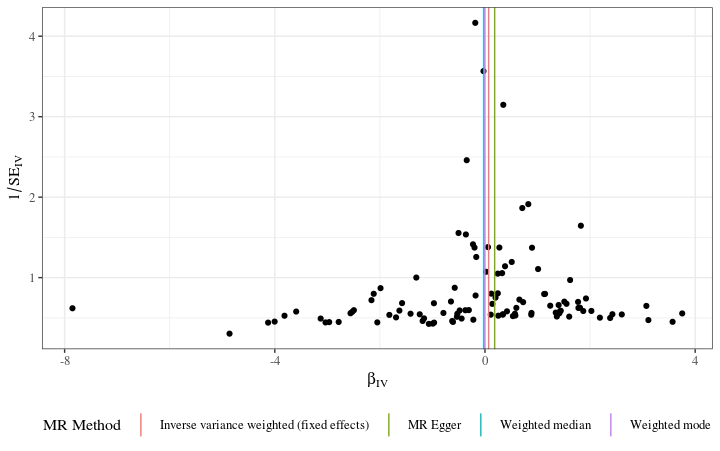 4
3
2
1
1/SE_IV
-8
-4
0
4
β_IV
MR Method
Inverse variance weighted (fixed effects)
MR Egger
Weighted median
Weighted mode